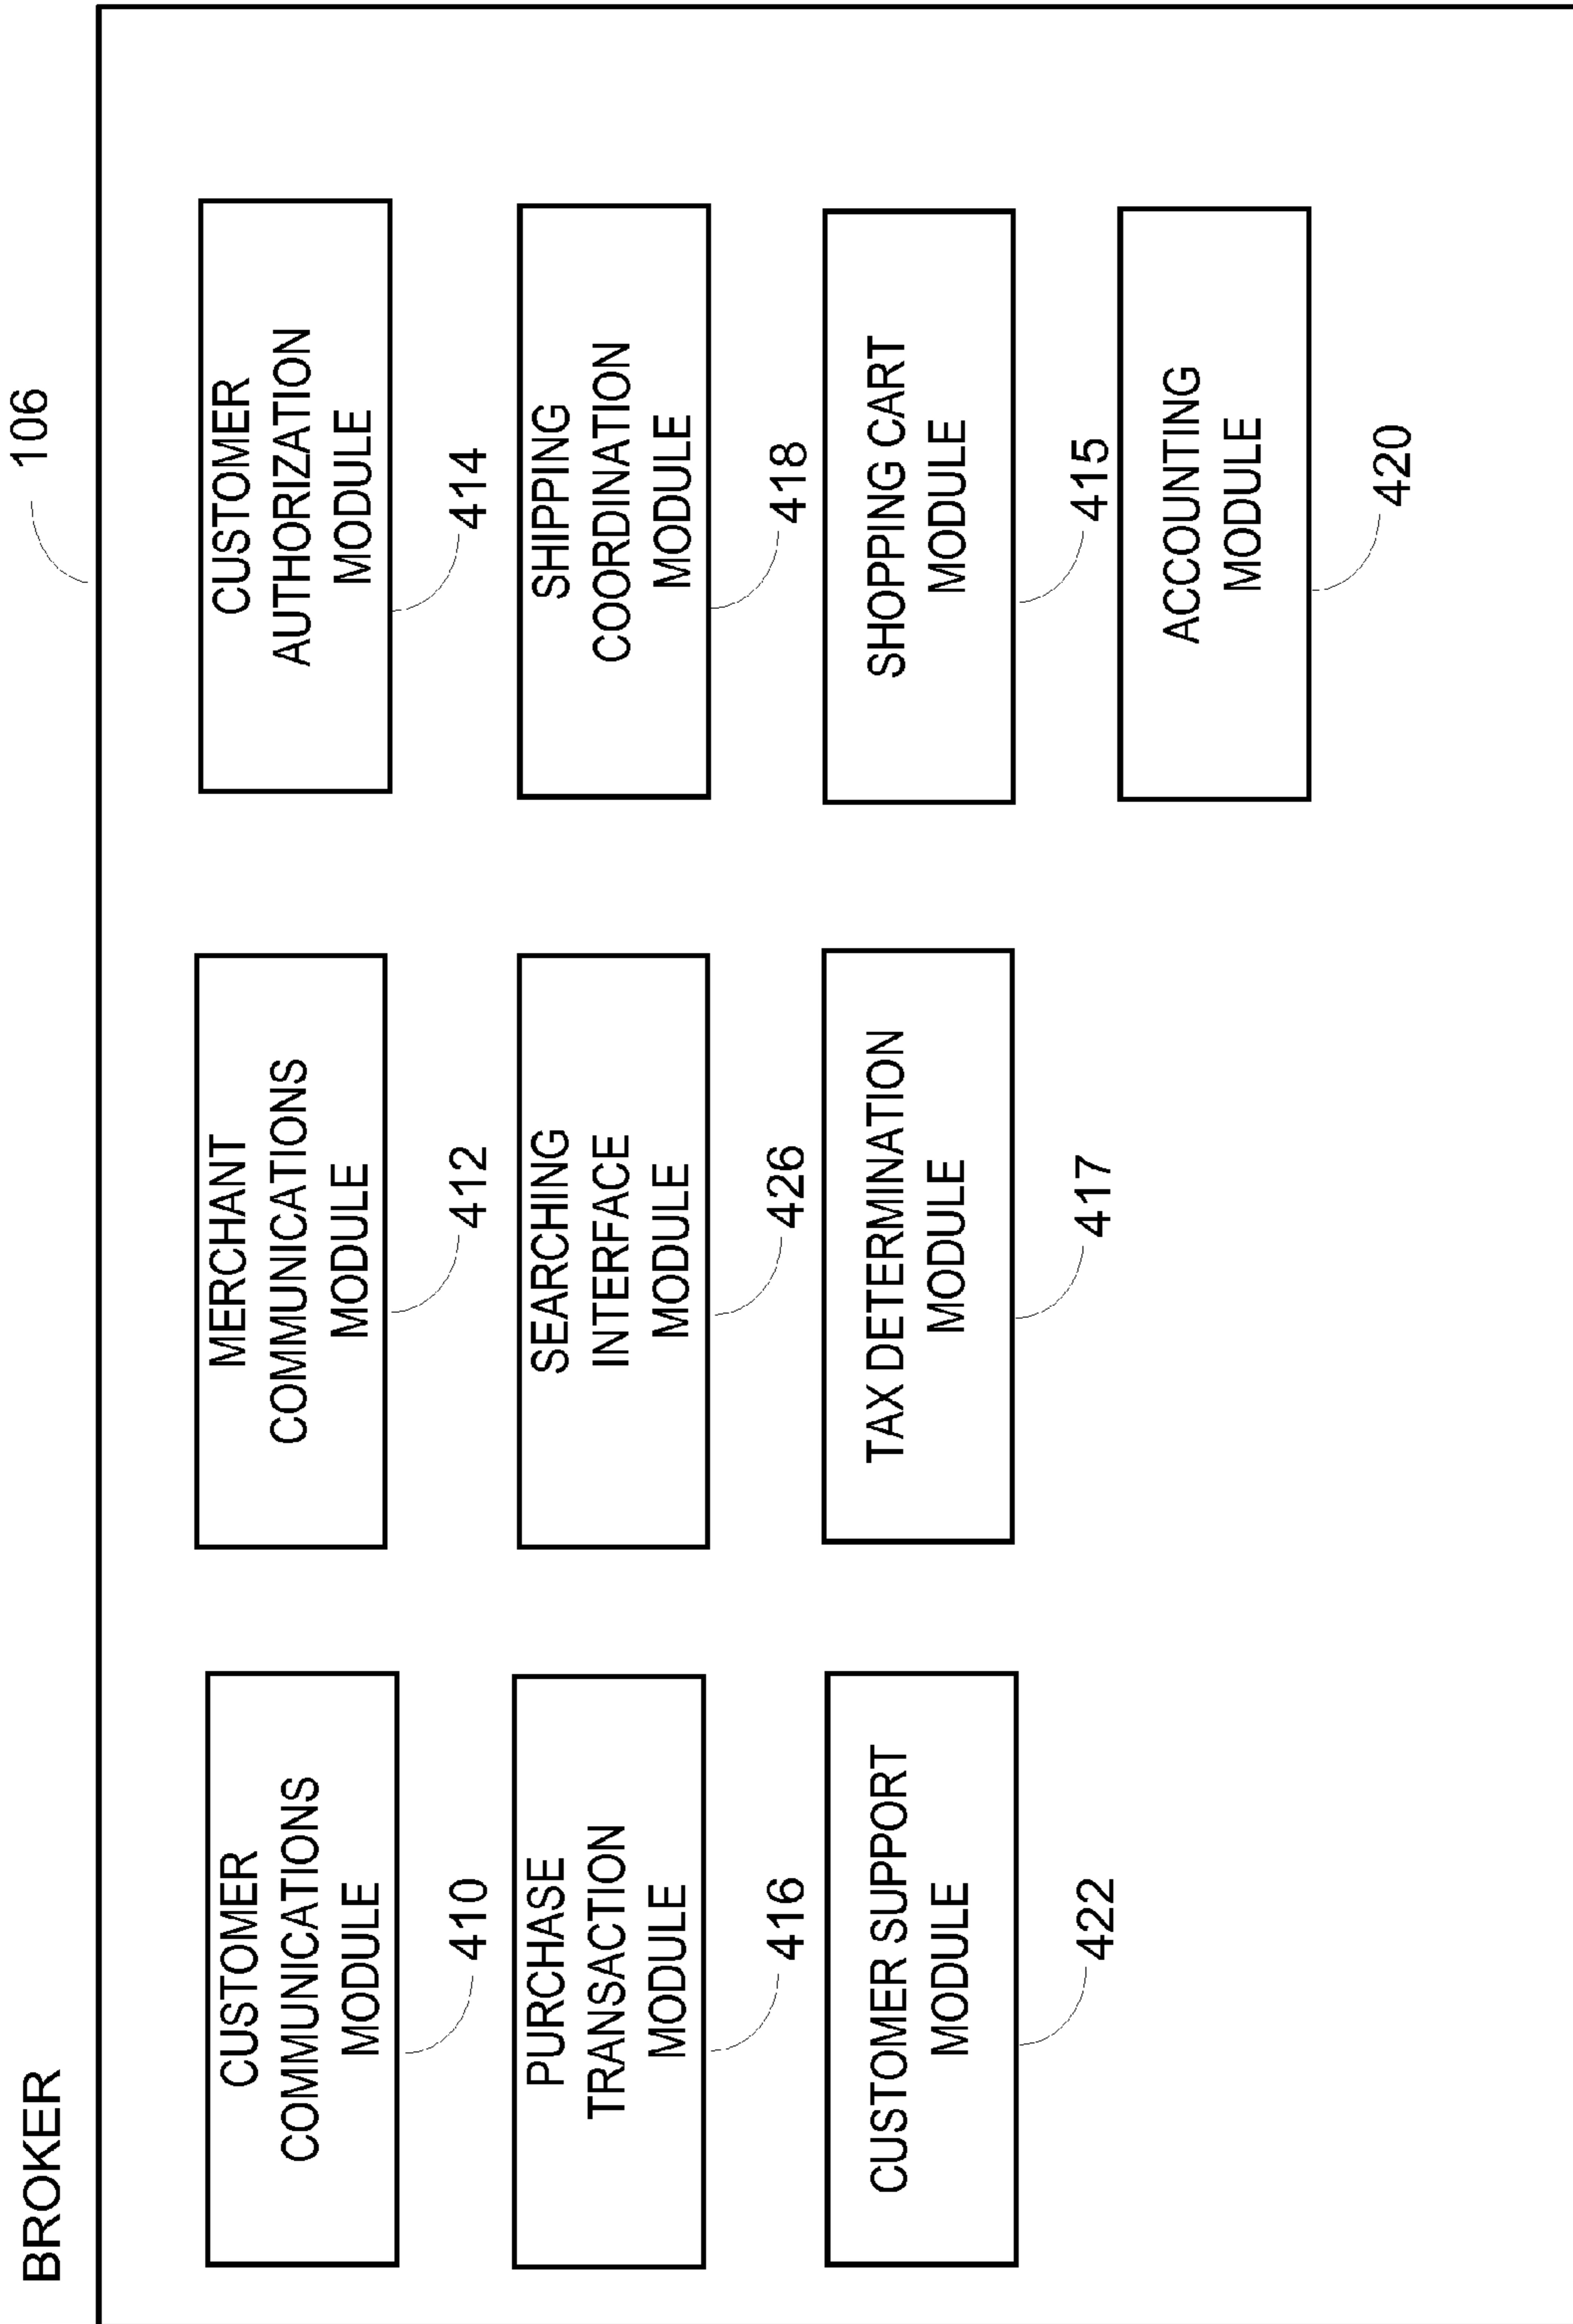 BROKER
106
CUSTOMER
COMMUNICATIONS
MODULE
410
MERCHANT
COMMUNICATIONS
MODULE
412
CUSTOMER
AUTHORIZATION
MODULE
414
PURCHASE
TRANSACTION
MODULE
416
SEARCHING
INTERFACE
MODULE
426
SHIPPING
COORDINATION
MODULE
418
CUSTOMER SUPPORT
MODULE
422
TAX DETERMINATION
MODULE
417
SHOPPING CART
MODULE
415
ACCOUNTING
MODULE
420